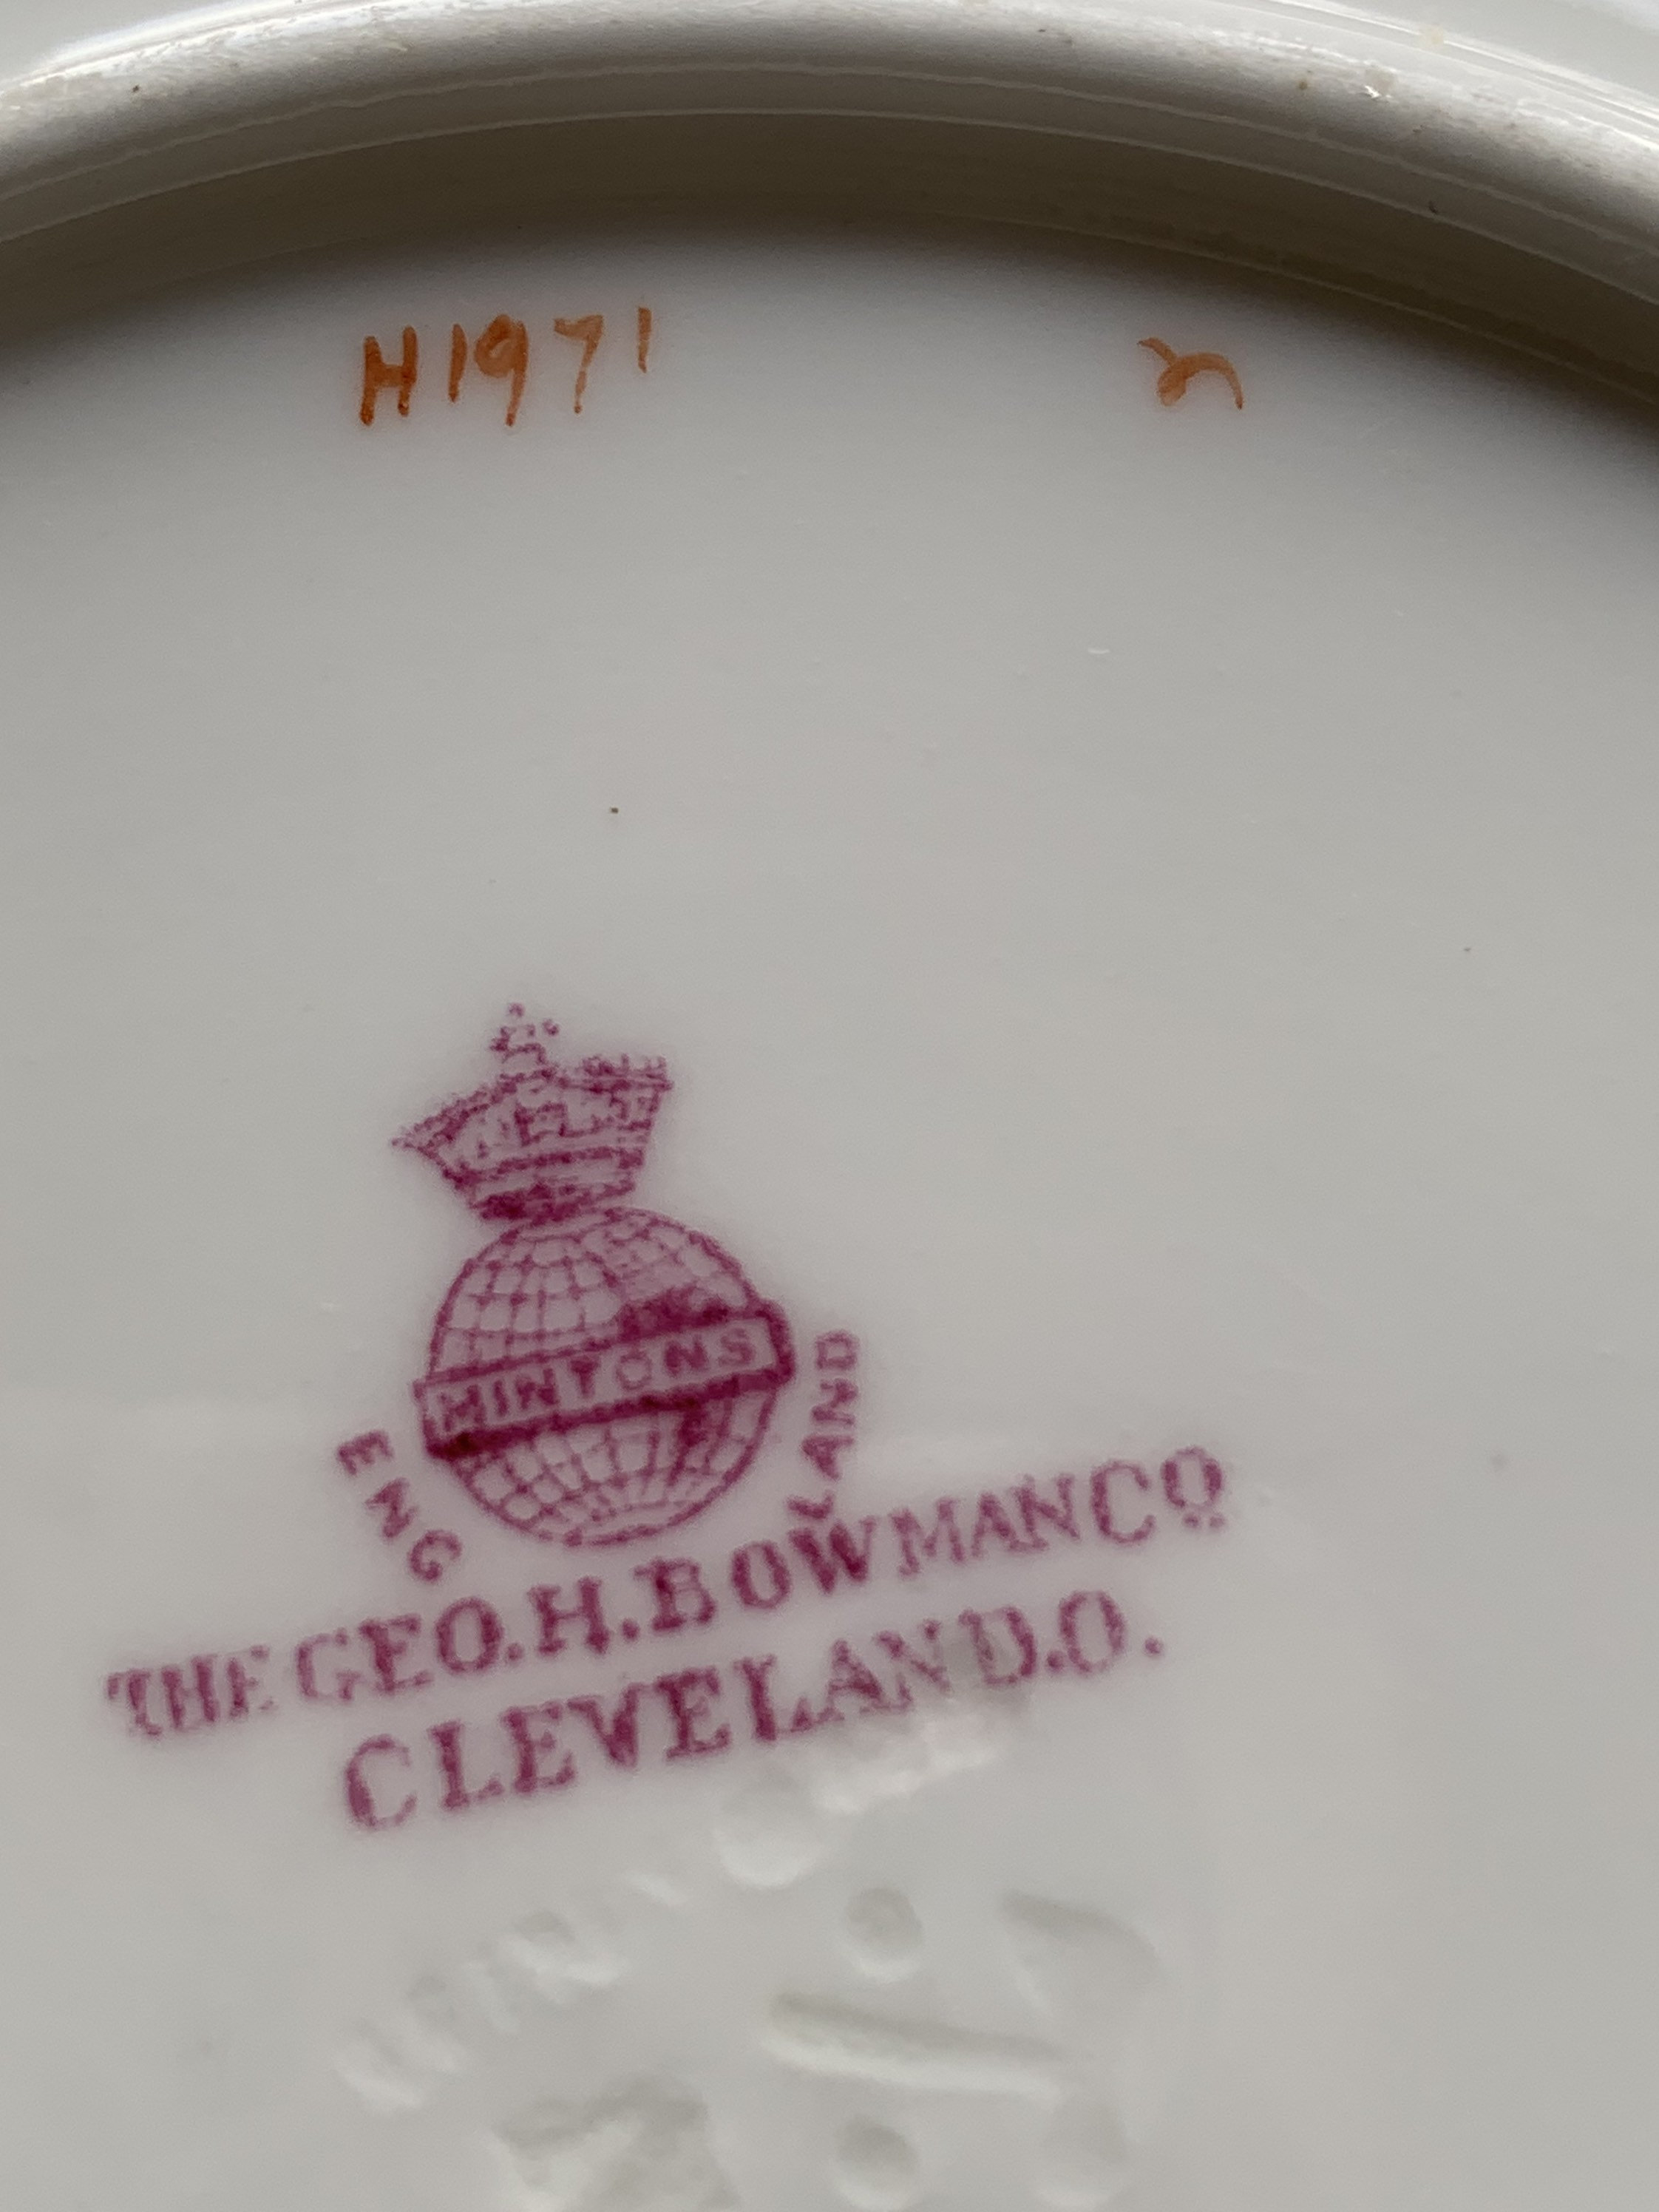 H1971
MINTONS
ENGLAND
THE GEO. H. BOWMAN Cº
CLEVELAND. O.